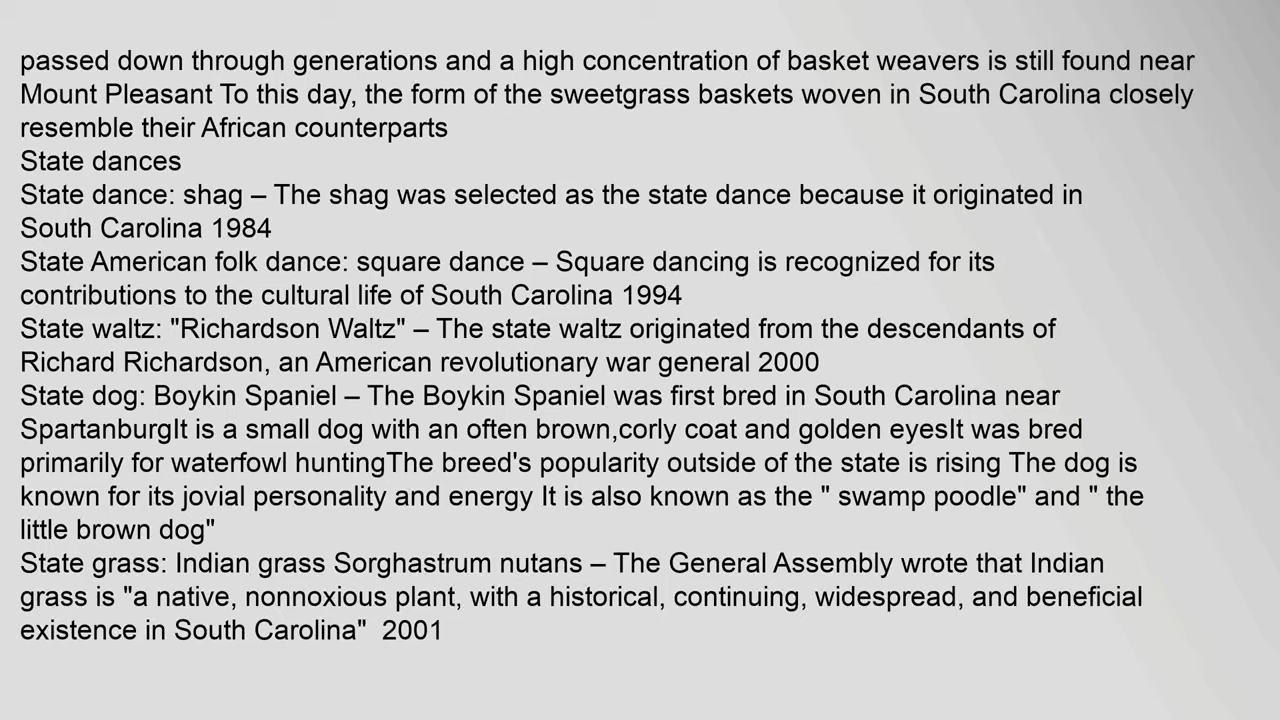 passed down through generations and a high concentration of basket weavers is still found near
Mount Pleasant To this day, the form of the sweetgrass baskets woven in South Carolina closely
resemble their African counterparts
State dances
State dance: shag – The shag was selected as the state dance because it originated in
South Carolina 1984
State American folk dance: square dance – Square dancing is recognized for its
contributions to the cultural life of South Carolina 1994
State waltz: "Richardson Waltz" – The state waltz originated from the descendants of
Richard Richardson, an American revolutionary war general 2000
State dog: Boykin Spaniel – The Boykin Spaniel was first bred in South Carolina near
SpartanburgIt is a small dog with an often brown,corly coat and golden eyesIt was bred
primarily for waterfowl huntingThe breed's popularity outside of the state is rising The dog is
known for its jovial personality and energy It is also known as the " swamp poodle" and " the
little brown dog"
State grass: Indian grass Sorghastrum nutans – The General Assembly wrote that Indian
grass is "a native, nonnoxious plant, with a historical, continuing, widespread, and beneficial
existence in South Carolina"  2001